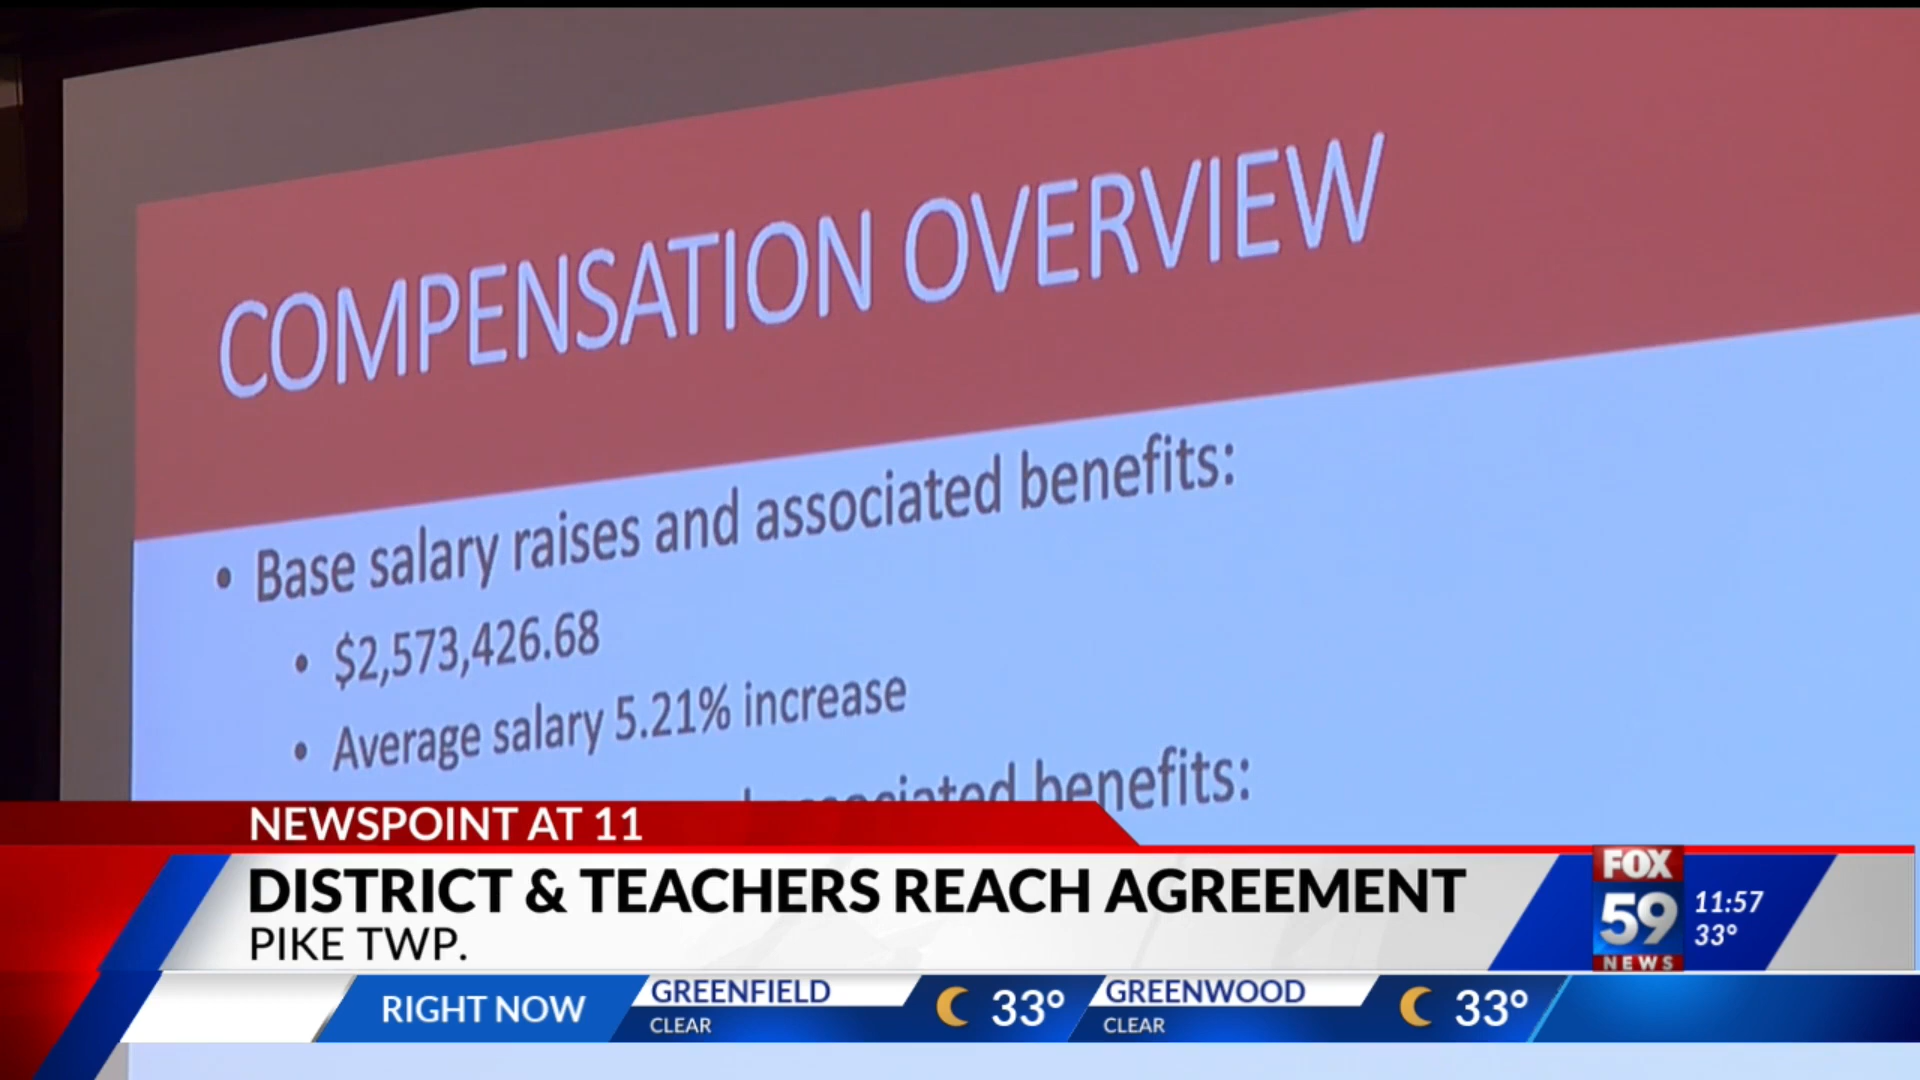 COMPENSATION OVERVIEW
• Base salary raises and associated benefits:
• $2,573,426.68
• Average salary 5.21% increase
associated benefits:
NEWSPOINT AT 11
DISTRICT & TEACHERS REACH AGREEMENT
PIKE TWP.
FOX
59
NEWS
11:57
33°
RIGHT NOW
GREENFIELD
CLEAR
33°
GREENWOOD
CLEAR
33°